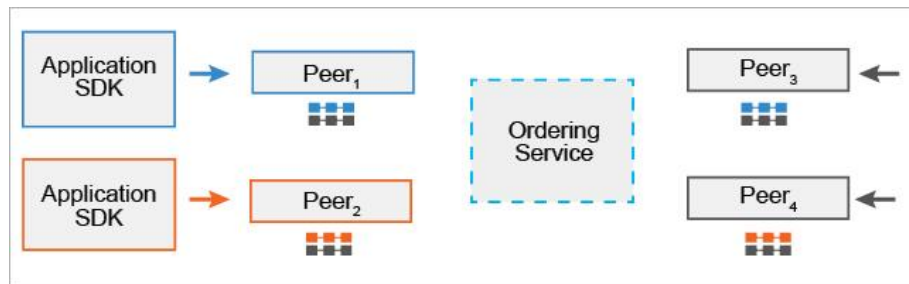 Application
SDK
Peer₁
Ordering
Service
Peer₃
Application
SDK
Peer₂
Peer₄